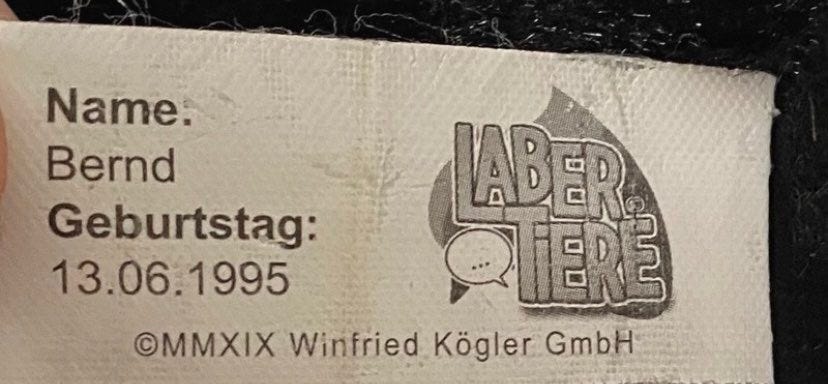 Name:
Bernd
Geburtstag:
13.06.1995
LABER
TIERE®
...
©MMXIX Winfried Kögler GmbH